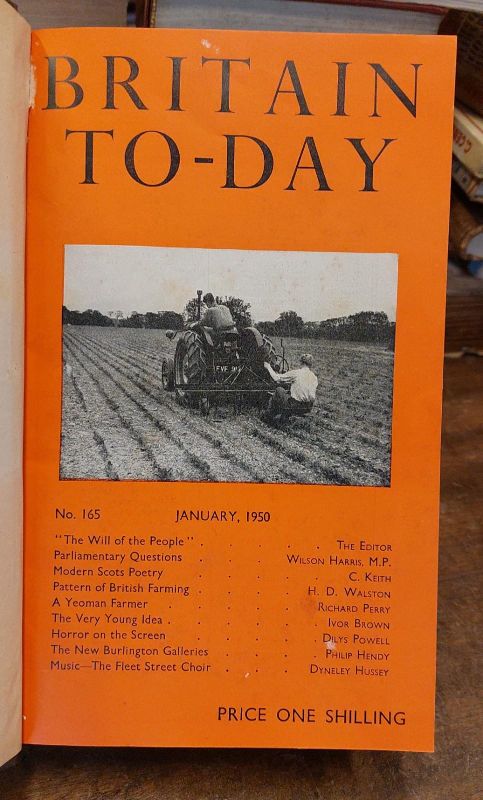 BRITAIN
TO-DAY
No. 165 JANUARY, 1950
"The Will of the People" . . . . The Editor
Parliamentary Questions . . . Wilson Harris, M.P.
Modern Scots Poetry . . . . . C. Keith
Pattern of British Farming . . . . H. D. Walston
A Yeoman Farmer . . . . . Richard Perry
The Very Young Idea . . . . . Ivor Brown
Horror on the Screen . . . . Dilys Powell
The New Burlington Galleries . . . . Philip Hendy
Music—The Fleet Street Choir . . . Dyneley Hussey
PRICE ONE SHILLING